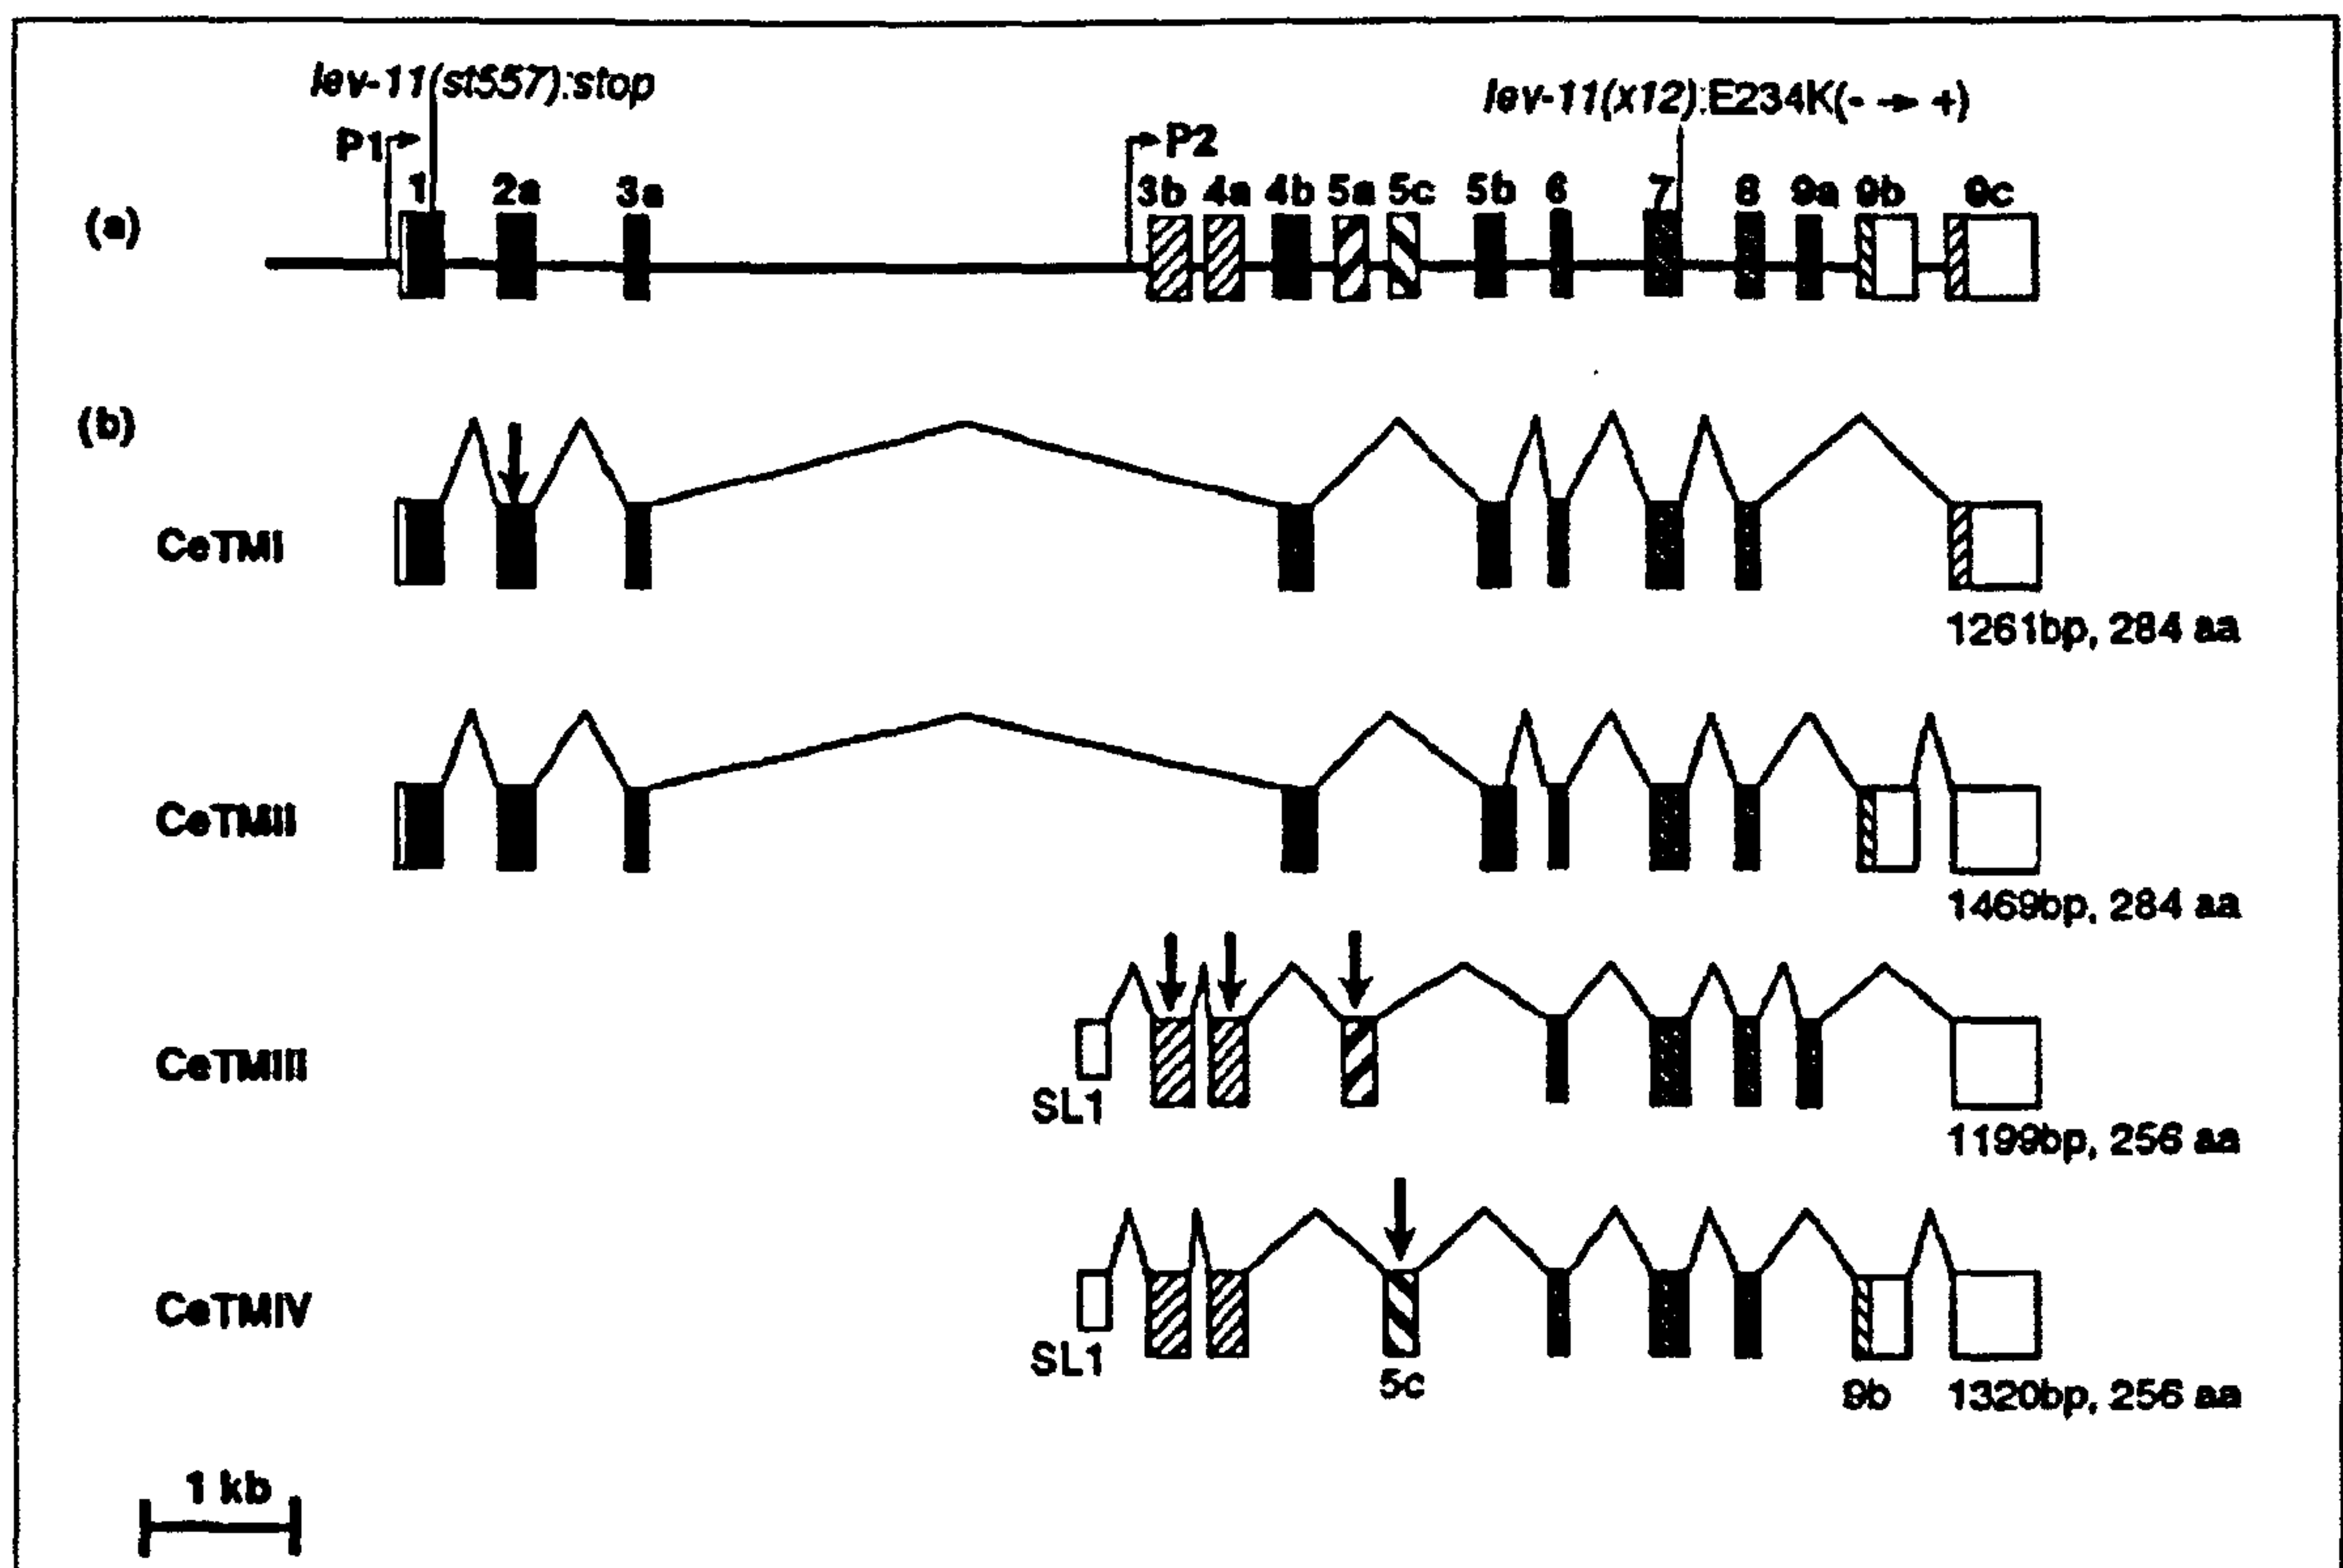 lev-11(st557):stop
lev-11(x12):E234K(- → +)
P1
P2
1 2a 3a 3b 4a 4b 5a 5c 5b 6 7 8 9a 9b 9c
(a)
(b)
CeTMI
1261bp, 284 aa
CeTMII
1469bp, 284 aa
CeTMIII
SL1
1199bp, 256 aa
CeTMIV
SL1
5c
9b
1320bp, 256 aa
1 kb